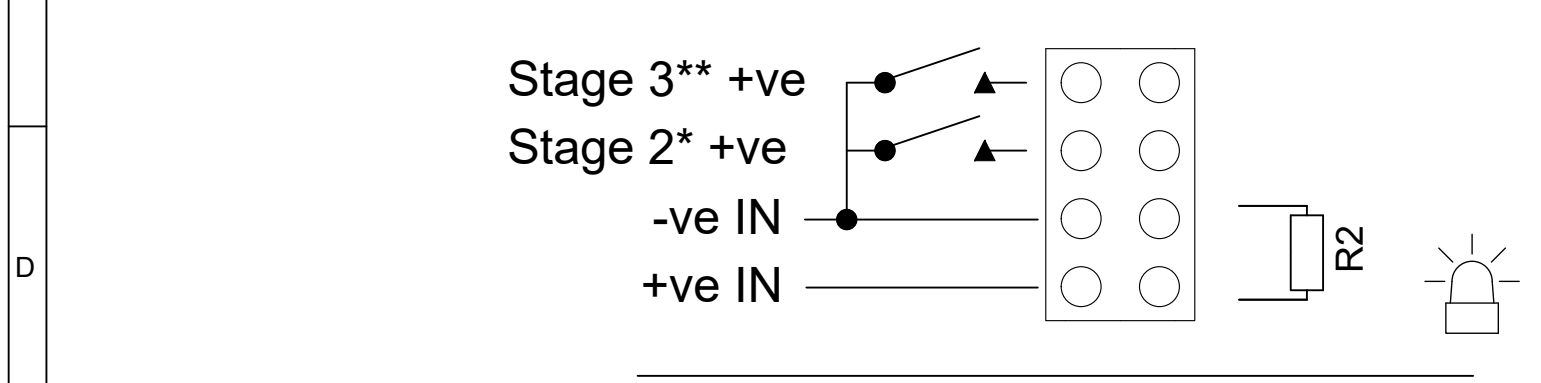 Stage 3** +ve
Stage 2* +ve
-ve IN
+ve IN
D
R2